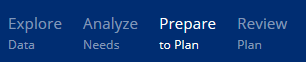 Explore Analyze Prepare Review
Data Needs to Plan Plan